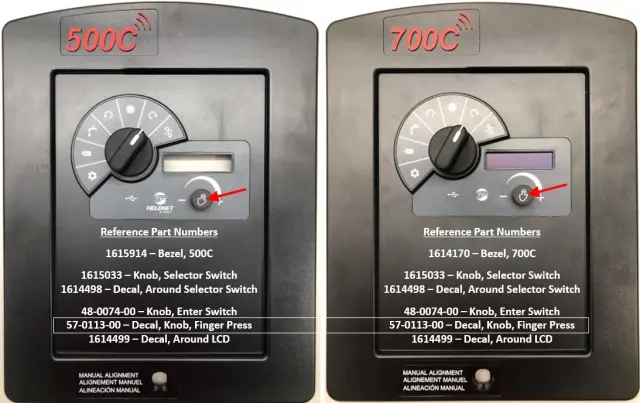 500C
%
FIELDNET
- +
Reference Part Numbers
1615914 – Bezel, 500C
1615033 – Knob, Selector Switch
1614498 – Decal, Around Selector Switch
48-0074-00 – Knob, Enter Switch
57-0113-00 – Decal, Knob, Finger Press
1614499 – Decal, Around LCD
MANUAL ALIGNMENT
ALIGNEMENT MANUEL
ALINEACIÓN MANUAL
700C
%
- +
Reference Part Numbers
1614170 – Bezel, 700C
1615033 – Knob, Selector Switch
1614498 – Decal, Around Selector Switch
48-0074-00 – Knob, Enter Switch
57-0113-00 – Decal, Knob, Finger Press
1614499 – Decal, Around LCD
MANUAL ALIGNMENT
ALIGNEMENT MANUEL
ALINEACIÓN MANUAL